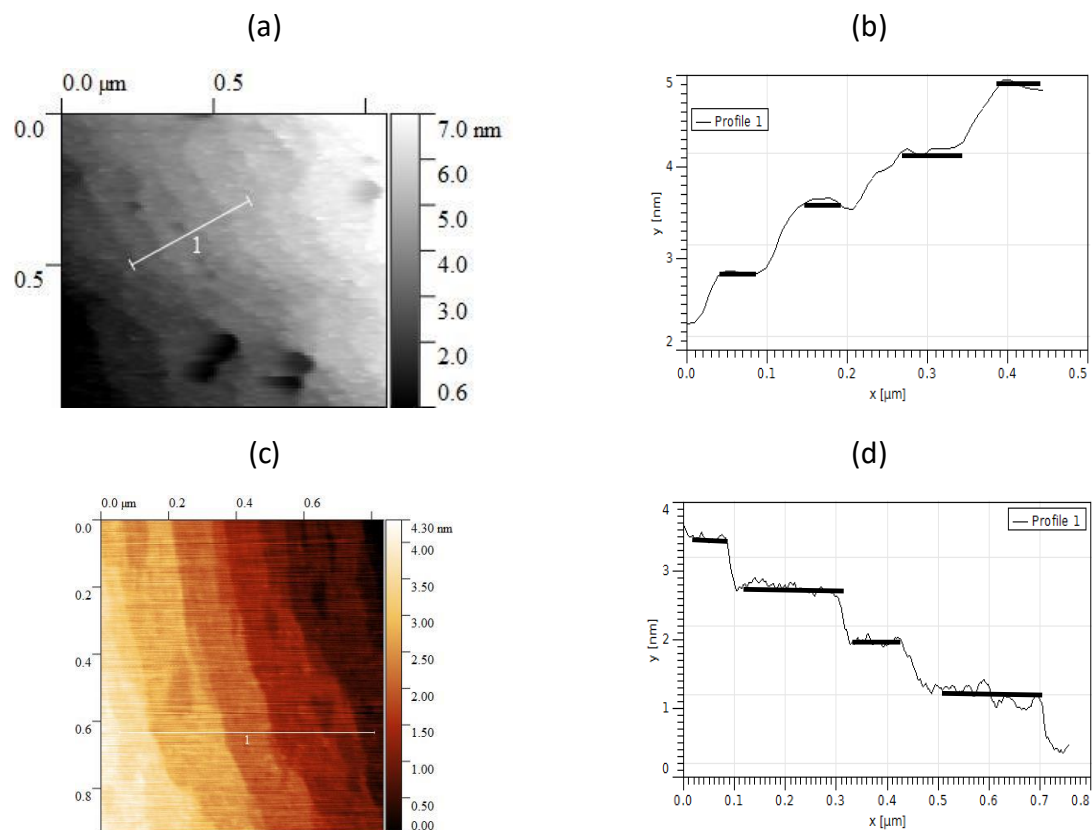 (a)
0.0 μm 0.5
0.0
0.5
1
7.0 nm
6.0
5.0
4.0
3.0
2.0
0.6
(b)
5
4
3
2
y [nm]
Profile 1
0.0 0.1 0.2 0.3 0.4 0.5
x [μm]
(c)
0.0 μm 0.2 0.4 0.6
0.0
0.2
0.4
0.6
0.8
1
4.30 nm
4.00
3.50
3.00
2.50
2.00
1.50
1.00
0.50
0.00
(d)
4
3
2
1
0
y [nm]
Profile 1
0.0 0.1 0.2 0.3 0.4 0.5 0.6 0.7 0.8
x [μm]